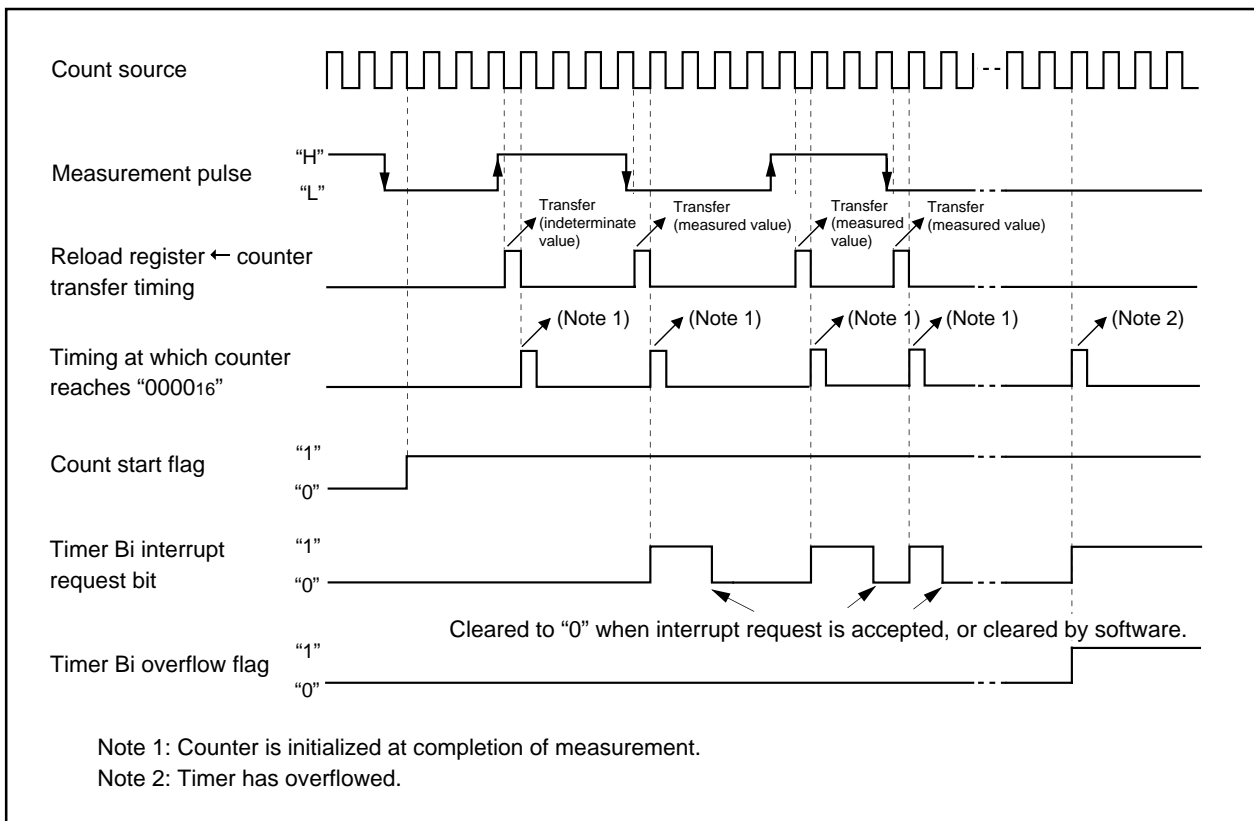 Count source
Measurement pulse
“H”
“L”
Transfer
(indeterminate
value)
Transfer
(measured value)
Transfer
(measured
value)
Transfer
(measured value)
Reload register ← counter
transfer timing
(Note 1)
(Note 1)
(Note 1)
(Note 1)
(Note 2)
Timing at which counter
reaches “000016”
Count start flag
“1”
“0”
Timer Bi interrupt
request bit
“1”
“0”
Cleared to “0” when interrupt request is accepted, or cleared by software.
Timer Bi overflow flag
“1”
“0”
Note 1: Counter is initialized at completion of measurement.
Note 2: Timer has overflowed.